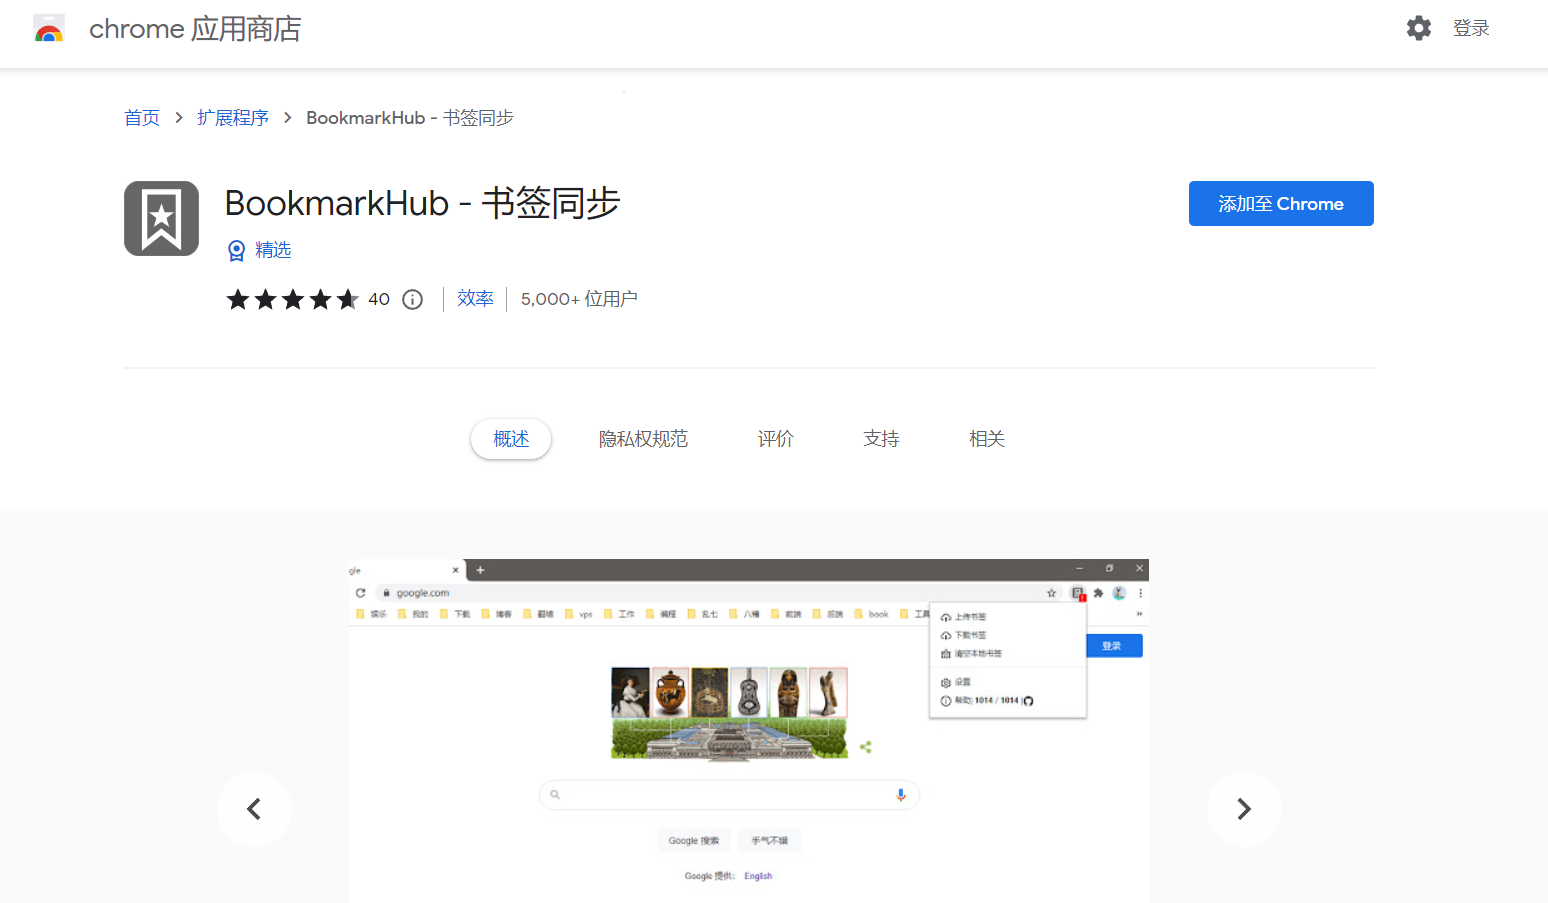 chrome 应用商店
登录
首页 > 扩展程序 > BookmarkHub - 书签同步
BookmarkHub - 书签同步
添加至 Chrome
精选
40
效率
5,000+ 位用户
概述
隐私权规范
评价
支持
相关
gle
google.com
娱乐 我的 下载 博客 翻墙 vps 工作 编程 乱七 八糟 前端 后端 book 工具
上传书签
下载书签
清空本地书签
登录
设置
帮助| 1014 / 1014 |
Google 搜索
手气不错
Google 提供： English